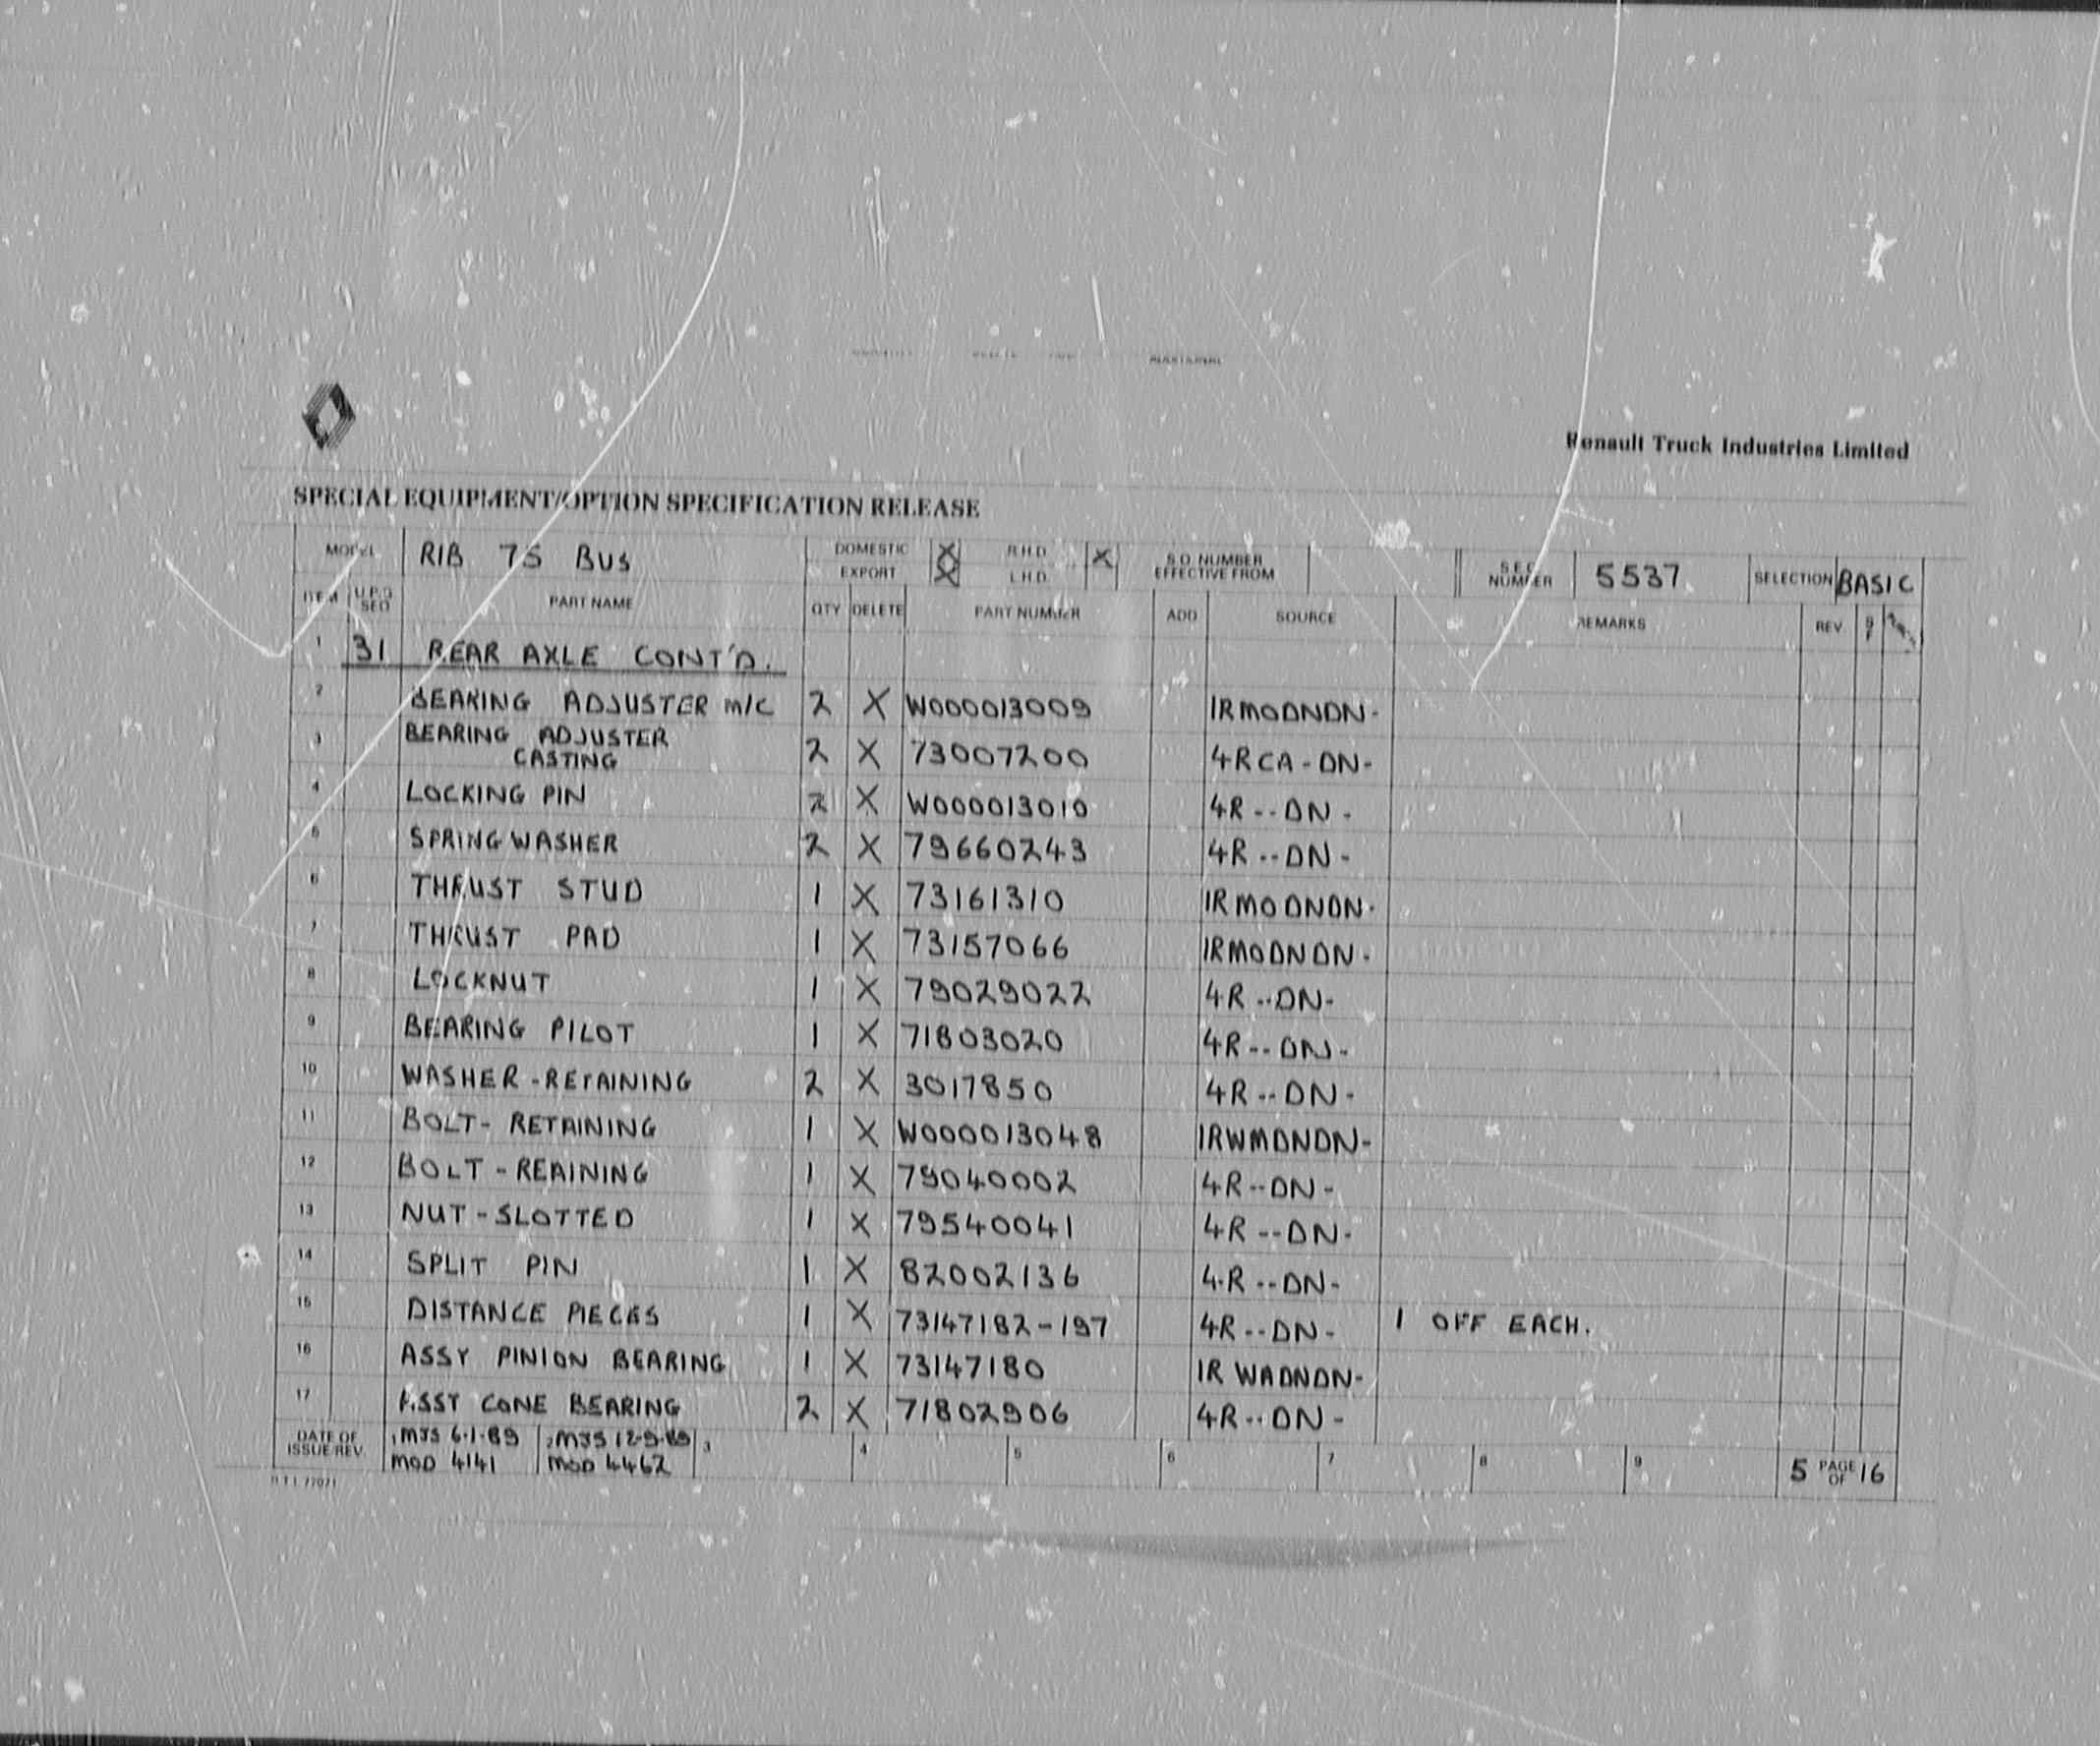 Renault Truck Industries Limited
SPECIAL EQUIPMENT/OPTION SPECIFICATION RELEASE
MODEL RIB 75 BUS DOMESTIC X R.H.D. X S.O. NUMBER S.E.O. NUMBER 5537 SELECTION BASIC
EXPORT X L.H.D. EFFECTIVE FROM
ITEM U.P.G SEQ PART NAME QTY DELETE PART NUMBER ADD SOURCE REMARKS REV
1 31 REAR AXLE CONT'D.
2 BEARING ADJUSTER M/C 2 X W000013009 1RMODNDN-
3 BEARING ADJUSTER CASTING 2 X 73007200 4RCA-DN-
4 LOCKING PIN 2 X W000013010 4R--DN-
5 SPRING WASHER 2 X 79660243 4R--DN-
6 THRUST STUD 1 X 73161310 1RMODNDN-
7 THRUST PAD 1 X 73157066 1RMODNDN-
8 LOCKNUT 1 X 79029022 4R--DN-
9 BEARING PILOT 1 X 71803020 4R--DN-
10 WASHER-RETAINING 2 X 3017850 4R--DN-
11 BOLT-RETAINING 1 X W000013048 1RWMDNDN-
12 BOLT-REAINING 1 X 79040002 4R--DN-
13 NUT-SLOTTED 1 X 79540041 4R--DN-
14 SPLIT PIN 1 X 82002136 4R--DN-
15 DISTANCE PIECES 1 X 73147182-197 4R--DN- 1 OFF EACH.
16 ASSY PINION BEARING 1 X 73147180 1R WADNDN-
17 ASSY CONE BEARING 2 X 71802906 4R--DN-
DATE OF ISSUE/REV. 1 MJS 6-1-89 2 MJS 12-9-89 3 4 5 6 7 8 9 5 PAGE OF 16
MOD 4141 MOD 4462